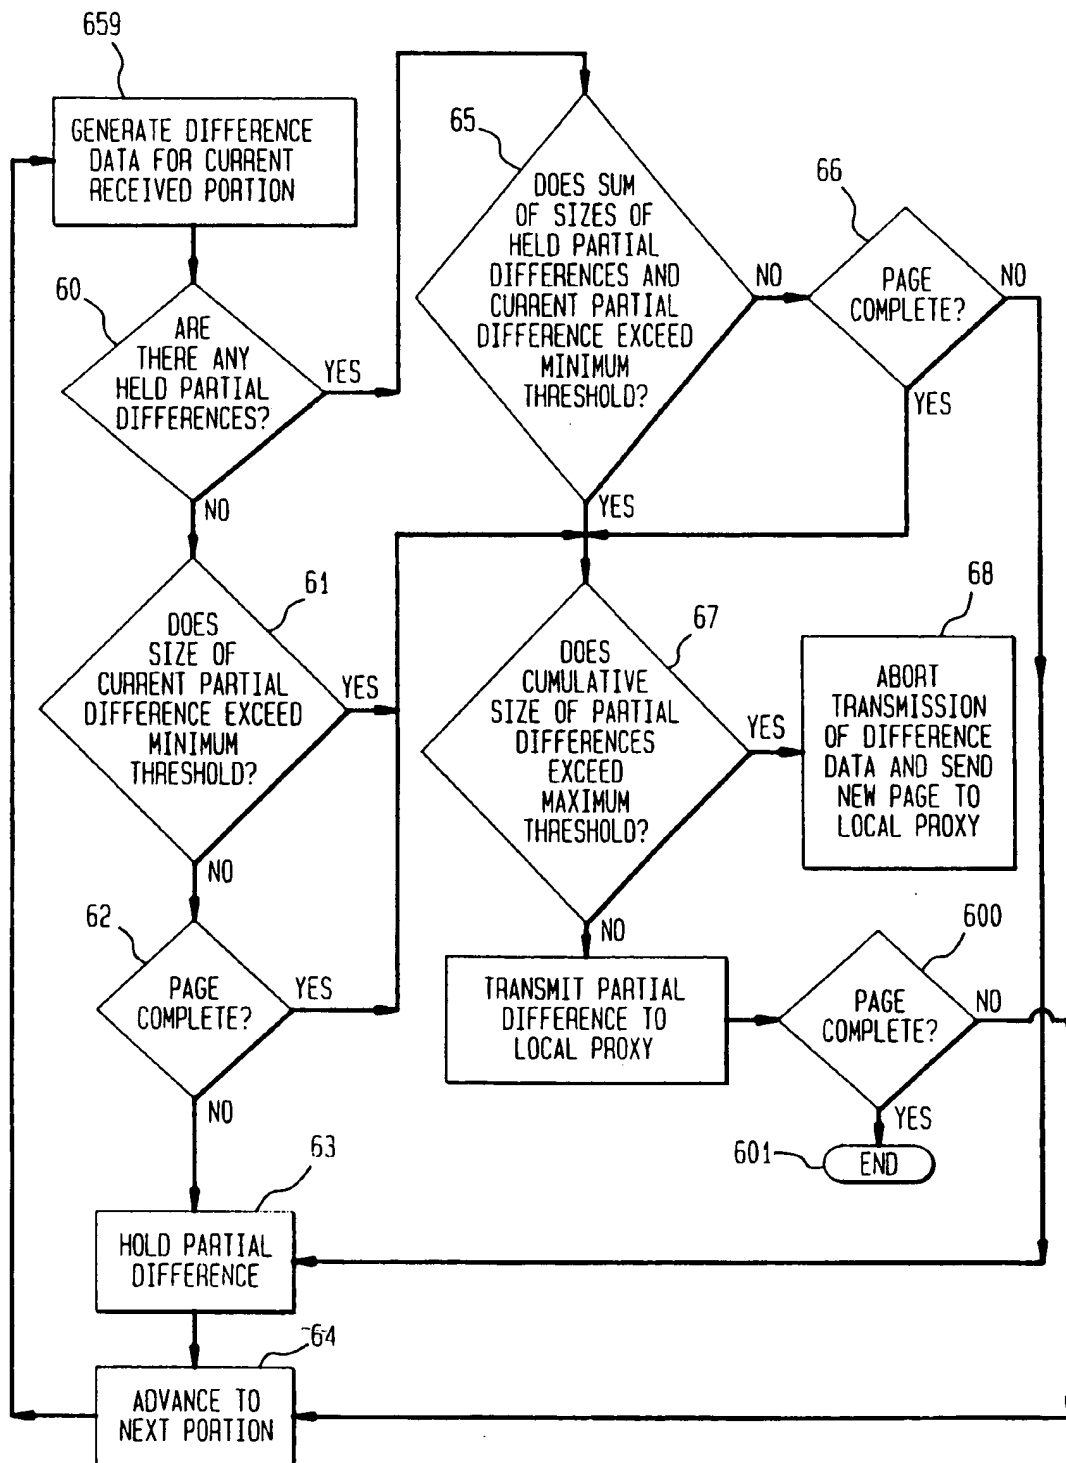 659
GENERATE DIFFERENCE
DATA FOR CURRENT
RECEIVED PORTION
60
ARE
THERE ANY
HELD PARTIAL
DIFFERENCES?
YES
NO
61
DOES
SIZE OF
CURRENT PARTIAL
DIFFERENCE EXCEED
MINIMUM
THRESHOLD?
YES
NO
62
PAGE
COMPLETE?
YES
NO
63
HOLD PARTIAL
DIFFERENCE
64
ADVANCE TO
NEXT PORTION
65
DOES SUM
OF SIZES OF
HELD PARTIAL
DIFFERENCES AND
CURRENT PARTIAL
DIFFERENCE EXCEED
MINIMUM
THRESHOLD?
NO
YES
66
PAGE
COMPLETE?
NO
YES
67
DOES
CUMULATIVE
SIZE OF PARTIAL
DIFFERENCES
EXCEED
MAXIMUM
THRESHOLD?
YES
NO
68
ABORT
TRANSMISSION
OF DIFFERENCE
DATA AND SEND
NEW PAGE TO
LOCAL PROXY
TRANSMIT PARTIAL
DIFFERENCE TO
LOCAL PROXY
600
PAGE
COMPLETE?
NO
YES
601
END